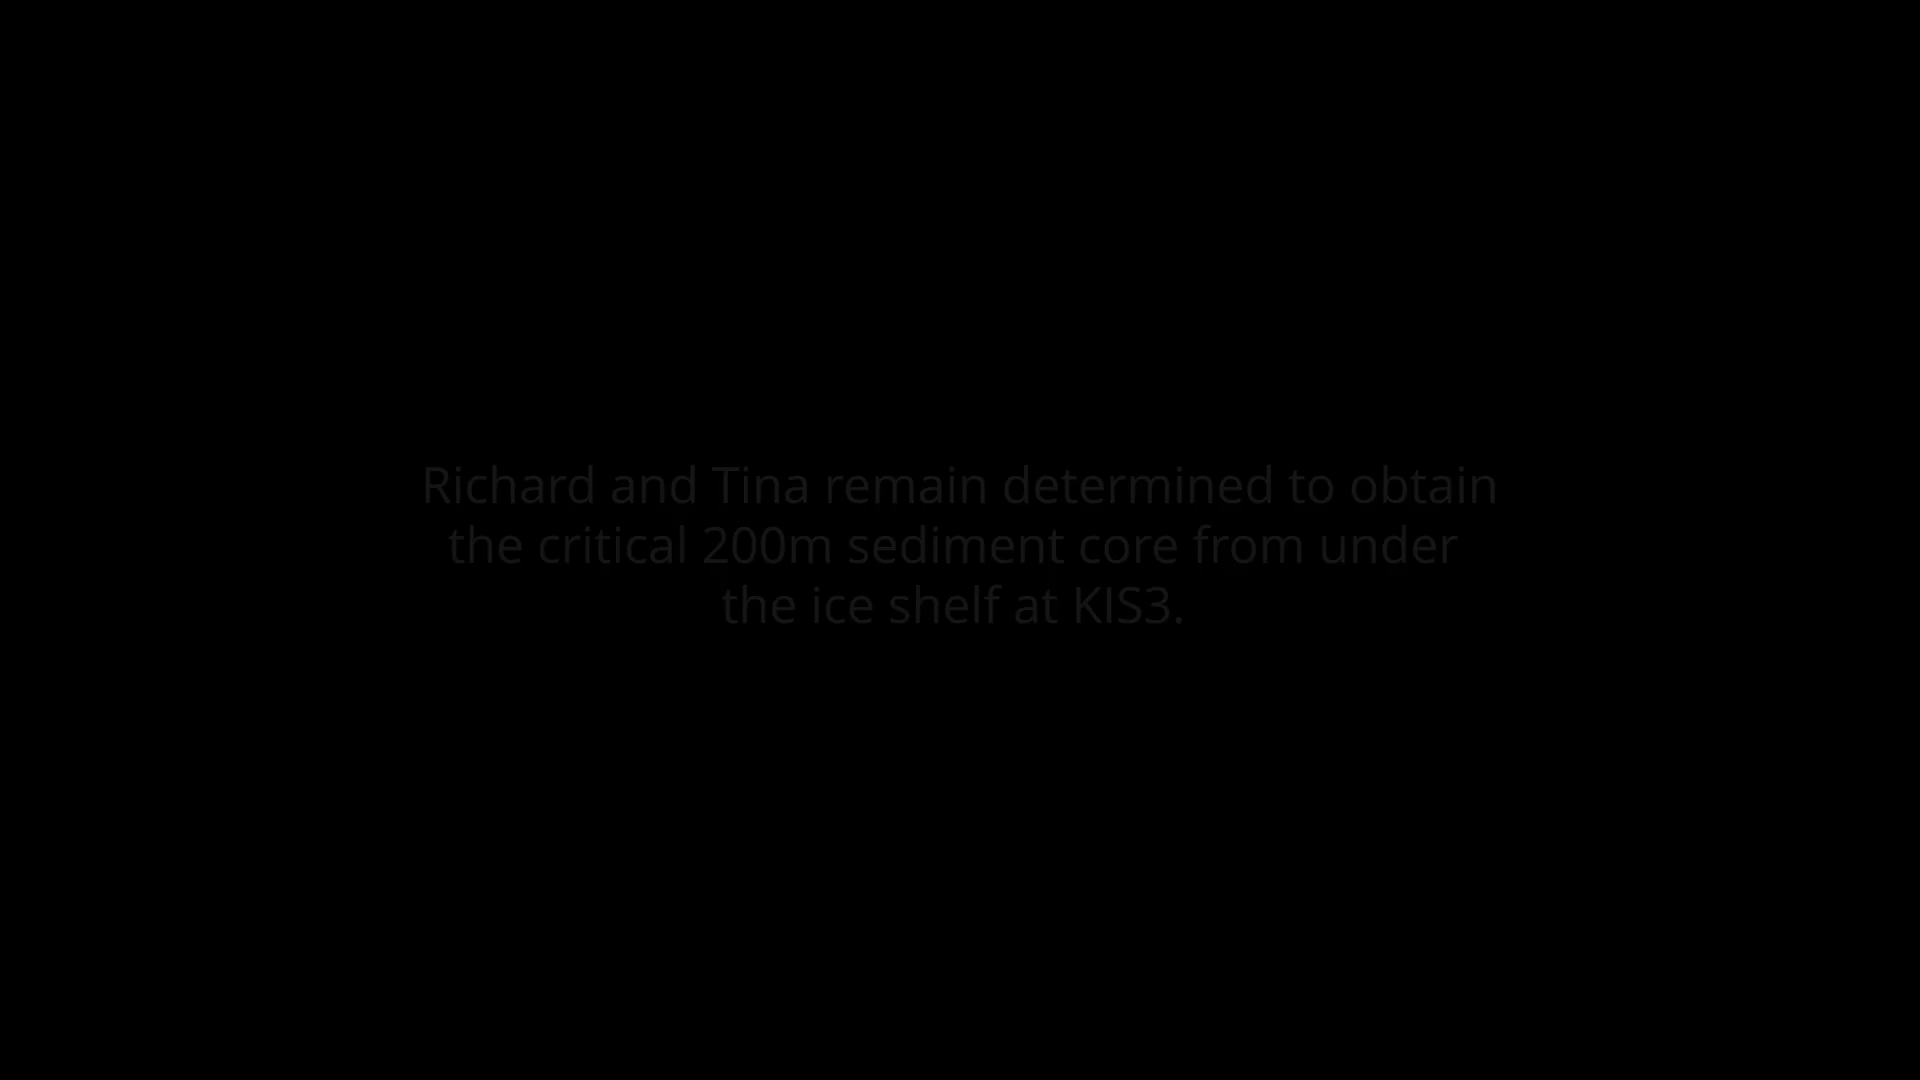 Richard and Tina remain determined to obtain
the critical 200m sediment core from under
the ice shelf at KIS3.